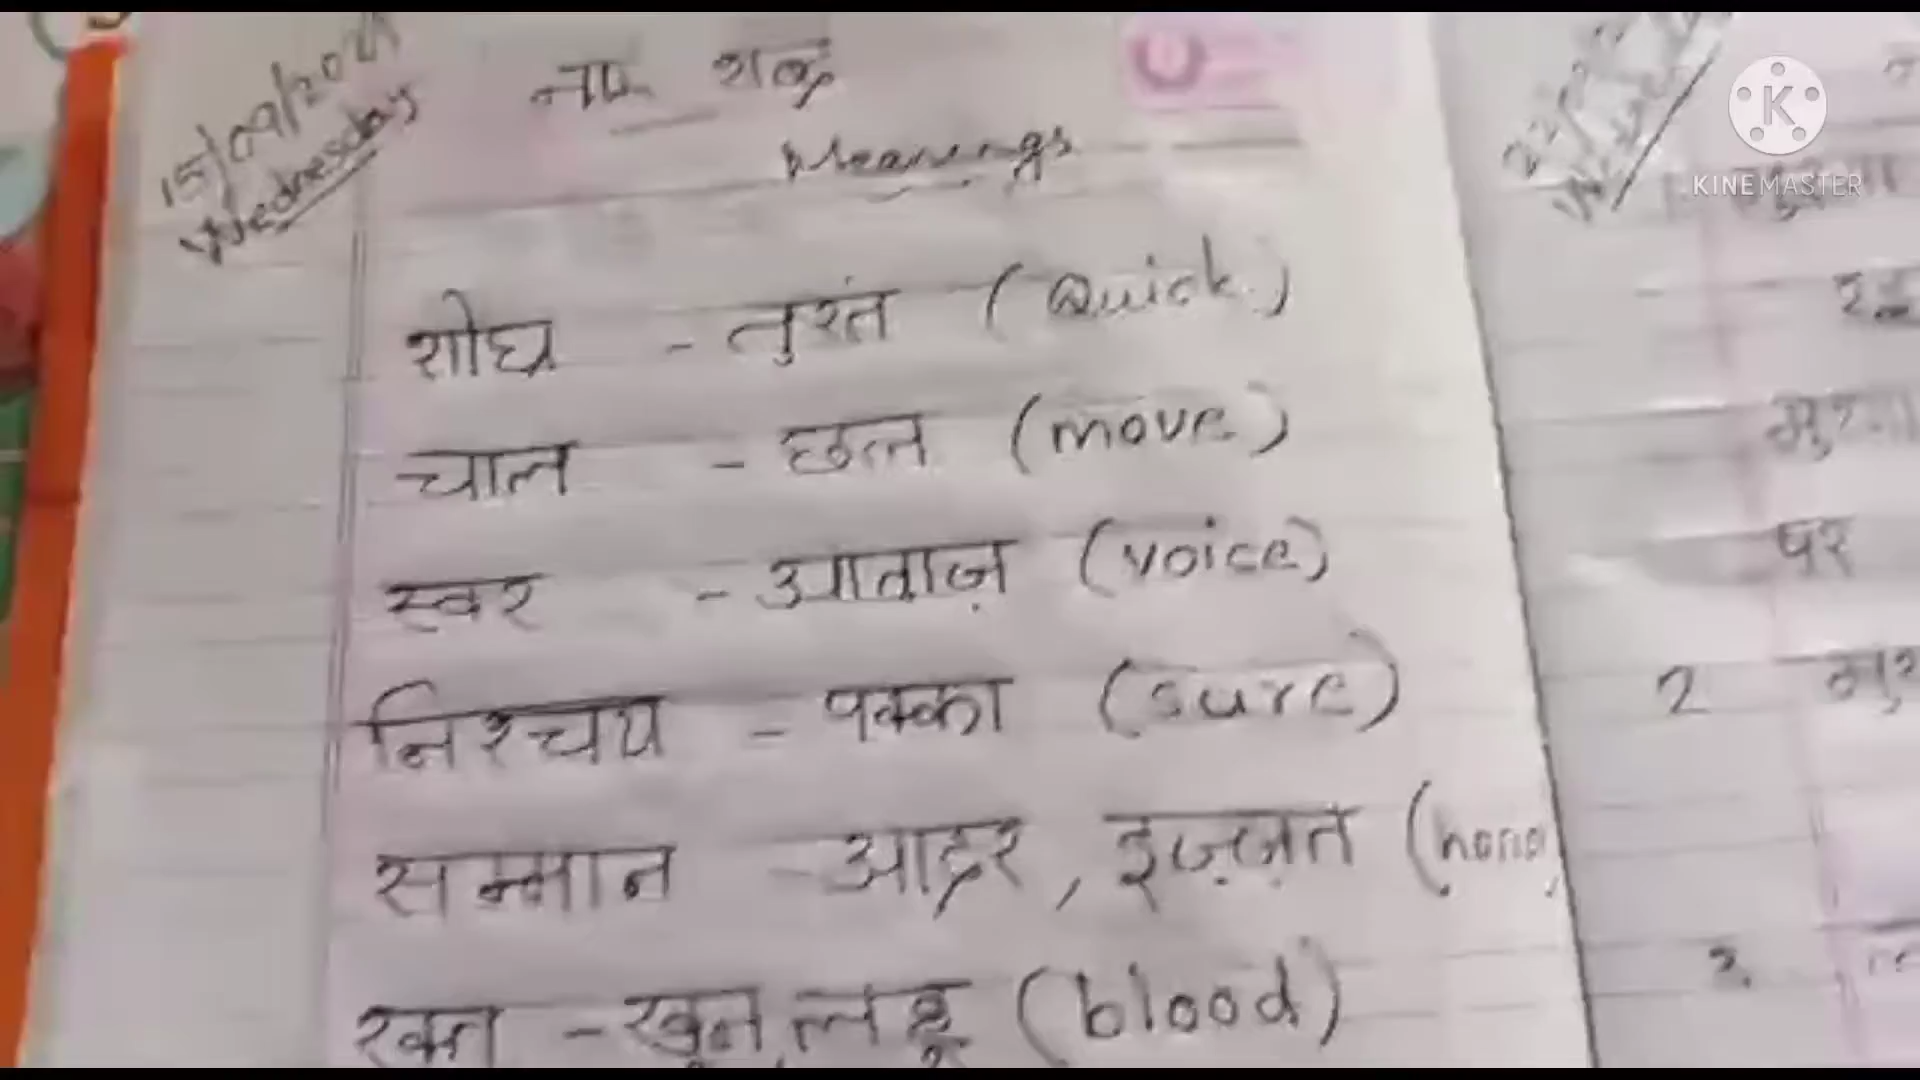 15/09/2021
Wednesday
नए शब्द
Meanings
शीघ्र - तुरंत (Quick)
चाल - छल (move)
स्वर - आवाज़ (voice)
निश्चय - पक्का (sure)
सम्मान - आदर, इज़्ज़त (hono
रक्त - खून, लहू (blood)
पर
2
KINEMASTER